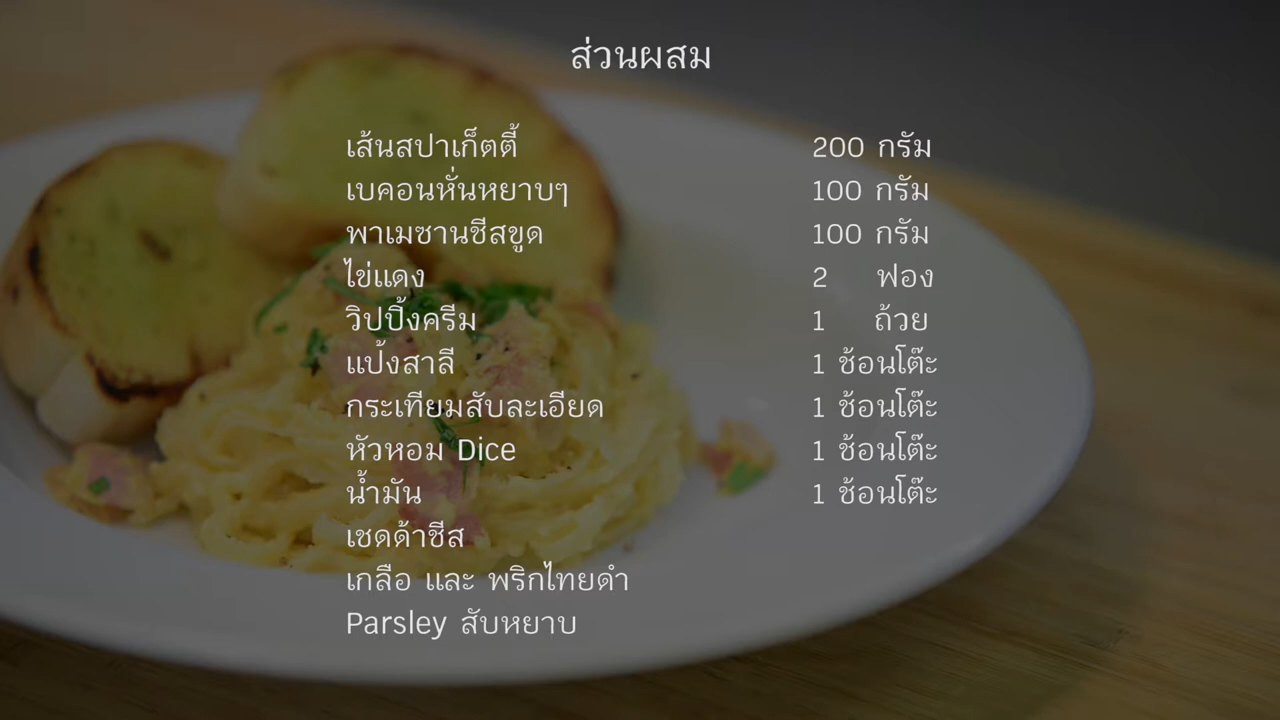 ส่วนผสม
เส้นสปาเก็ตตี้ 200 กรัม
เบคอนหั่นหยาบๆ 100 กรัม
พาเมซานชีสขูด 100 กรัม
ไข่แดง 2 ฟอง
วิปปิ้งครีม 1 ถ้วย
แป้งสาลี 1 ช้อนโต๊ะ
กระเทียมสับละเอียด 1 ช้อนโต๊ะ
หัวหอม Dice 1 ช้อนโต๊ะ
น้ำมัน 1 ช้อนโต๊ะ
เชดด้าชีส
เกลือ และ พริกไทยดำ
Parsley สับหยาบ